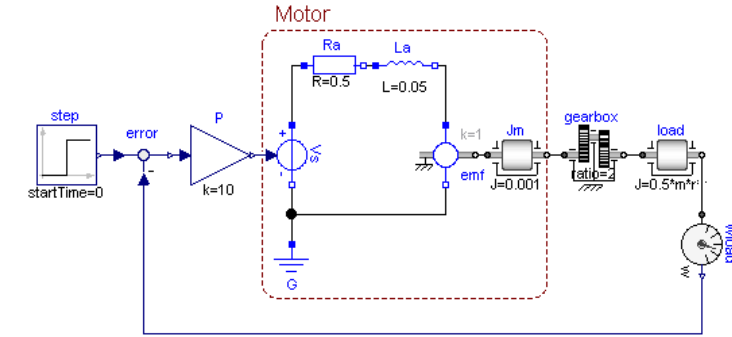 Motor
Ra
La
R=0.5
L=0.05
step
error
P
+
Vs
-
k=1
Jm
gearbox
load
-
emf
ratio=2
startTime=0
k=10
J=0.001
J=0.5*m*r
wload
w
G